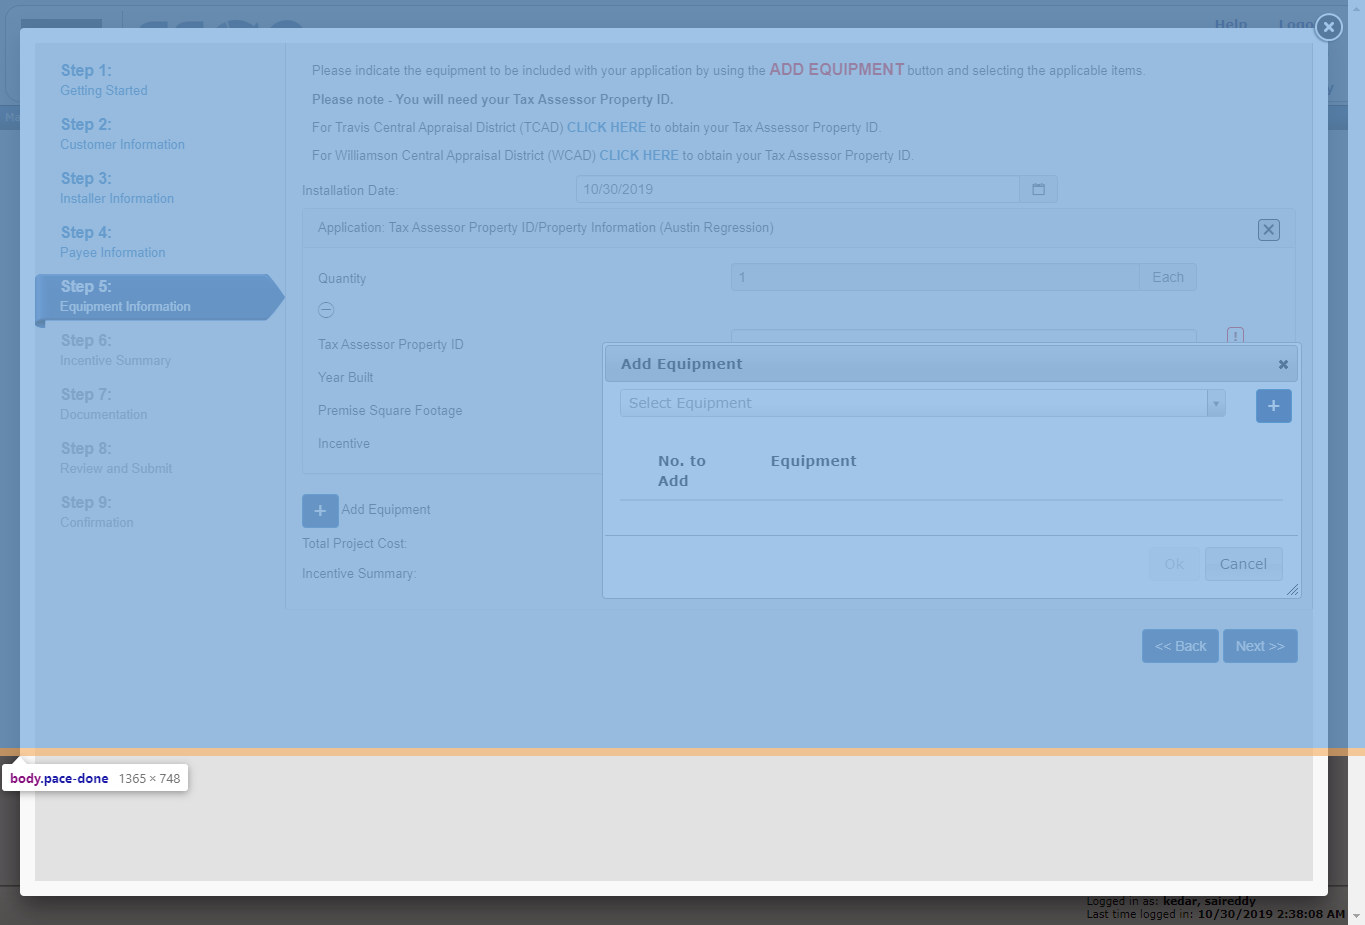 Help
Step 1:
Getting Started
Step 2:
Customer Information
Step 3:
Installer Information
Step 4:
Payee Information
Step 5:
Equipment Information
Step 6:
Incentive Summary
Step 7:
Documentation
Step 8:
Review and Submit
Step 9:
Confirmation
Please indicate the equipment to be included with your application by using the ADD EQUIPMENT button and selecting the applicable items.
Please note - You will need your Tax Assessor Property ID.
For Travis Central Appraisal District (TCAD) CLICK HERE to obtain your Tax Assessor Property ID.
For Williamson Central Appraisal District (WCAD) CLICK HERE to obtain your Tax Assessor Property ID.
Installation Date: 10/30/2019
Application: Tax Assessor Property ID/Property Information (Austin Regression)
Quantity 1 Each
Tax Assessor Property ID
Year Built
Premise Square Footage
Incentive
+ Add Equipment
Total Project Cost:
Incentive Summary:
Add Equipment
Select Equipment +
No. to Add Equipment
Ok Cancel
<< Back Next >>
body.pace-done 1365 × 748
Logged in as: kedar, saireddy
Last time logged in: 10/30/2019 2:38:08 AM